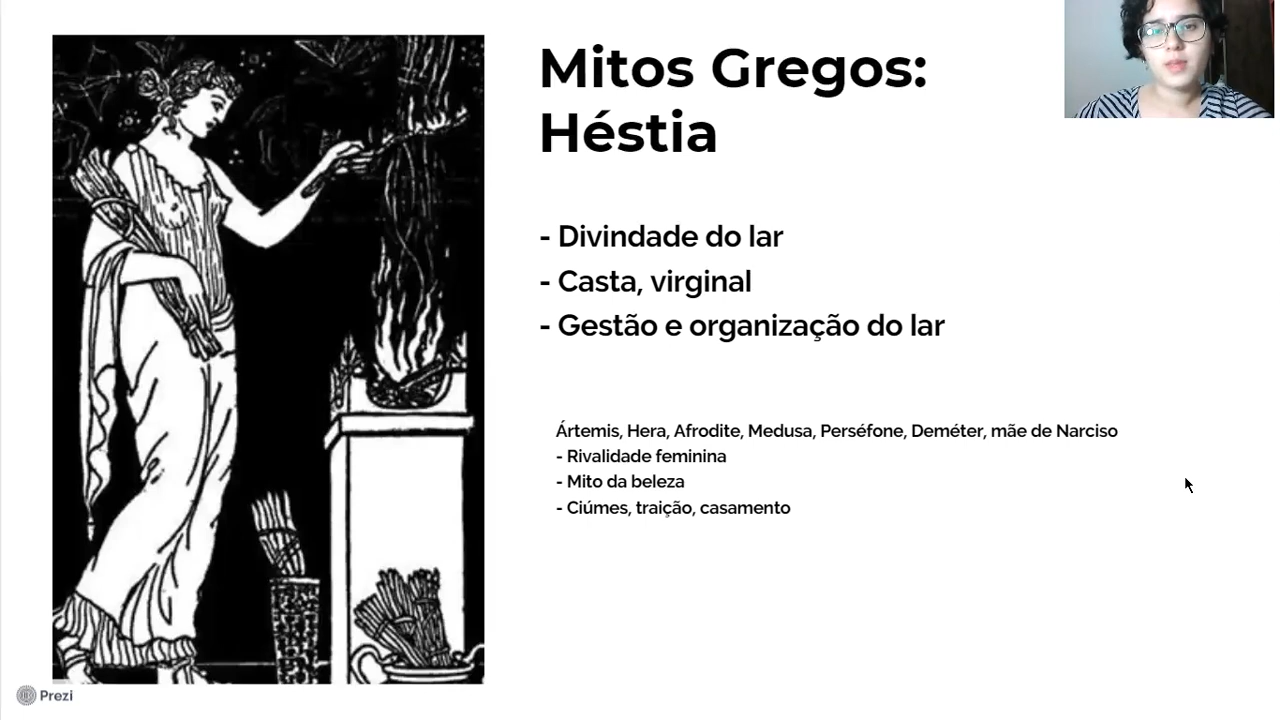 Mitos Gregos:
Héstia
- Divindade do lar
- Casta, virginal
- Gestão e organização do lar
Ártemis, Hera, Afrodite, Medusa, Perséfone, Deméter, mãe de Narciso
- Rivalidade feminina
- Mito da beleza
- Ciúmes, traição, casamento
Prezi